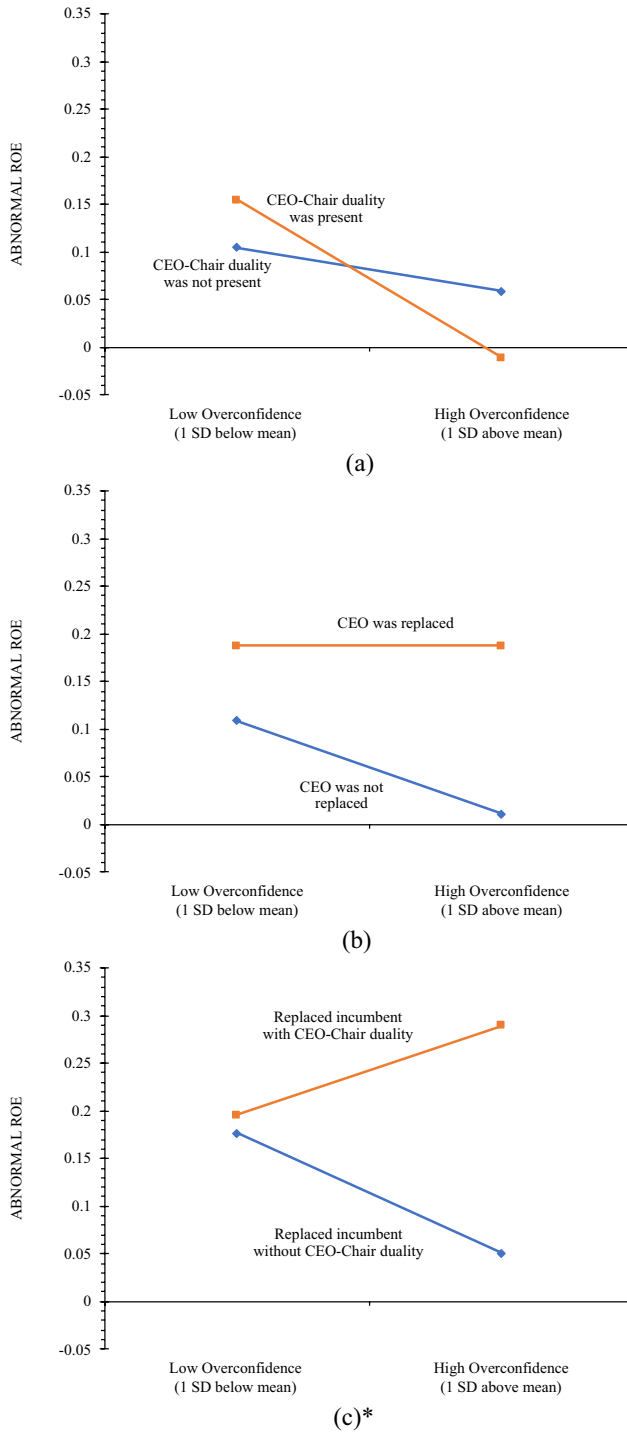 0.35
0.3
0.25
0.2
0.15
0.1
0.05
0
-0.05
ABNORMAL ROE
CEO-Chair duality
was present
CEO-Chair duality
was not present
Low Overconfidence
(1 SD below mean)
High Overconfidence
(1 SD above mean)
(a)
0.35
0.3
0.25
0.2
0.15
0.1
0.05
0
-0.05
ABNORMAL ROE
CEO was replaced
CEO was not
replaced
Low Overconfidence
(1 SD below mean)
High Overconfidence
(1 SD above mean)
(b)
0.35
0.3
0.25
0.2
0.15
0.1
0.05
0
-0.05
ABNORMAL ROE
Replaced incumbent
with CEO-Chair duality
Replaced incumbent
without CEO-Chair duality
Low Overconfidence
(1 SD below mean)
High Overconfidence
(1 SD above mean)
(c)*